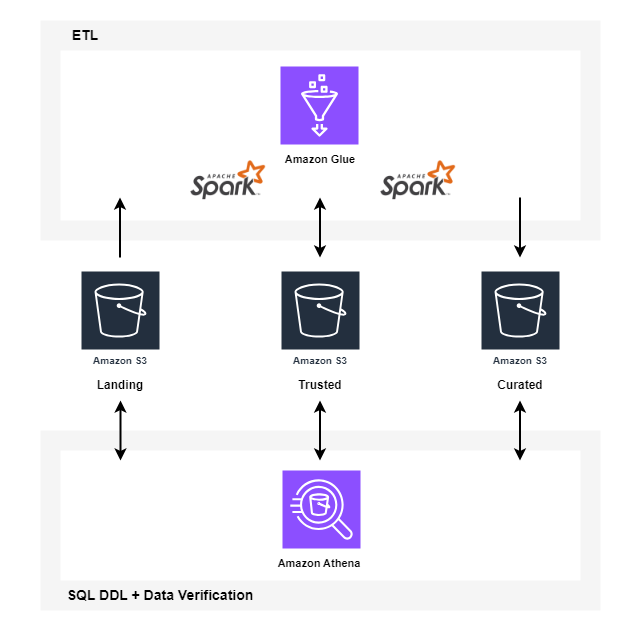 ETL
Amazon Glue
APACHE
Spark
APACHE
Spark
Amazon S3
Amazon S3
Amazon S3
Landing
Trusted
Curated
Amazon Athena
SQL DDL + Data Verification